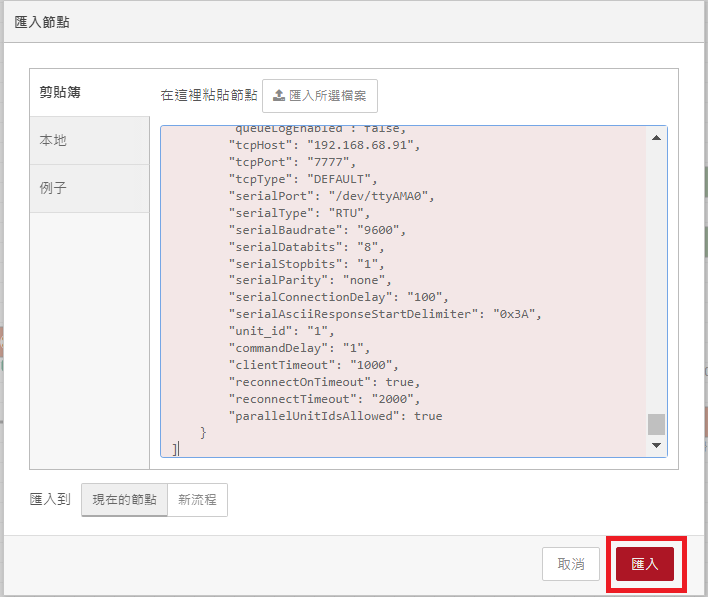 匯入節點
剪貼簿
本地
例子
在這裡粘貼節點
匯入所選檔案
"queueLogEnabled": false,
"tcpHost": "192.168.68.91",
"tcpPort": "7777",
"tcpType": "DEFAULT",
"serialPort": "/dev/ttyAMA0",
"serialType": "RTU",
"serialBaudrate": "9600",
"serialDatabits": "8",
"serialStopbits": "1",
"serialParity": "none",
"serialConnectionDelay": "100",
"serialAsciiResponseStartDelimiter": "0x3A",
"unit_id": "1",
"commandDelay": "1",
"clientTimeout": "1000",
"reconnectOnTimeout": true,
"reconnectTimeout": "2000",
"parallelUnitIdsAllowed": true
}
]
匯入到
現在的節點
新流程
取消
匯入